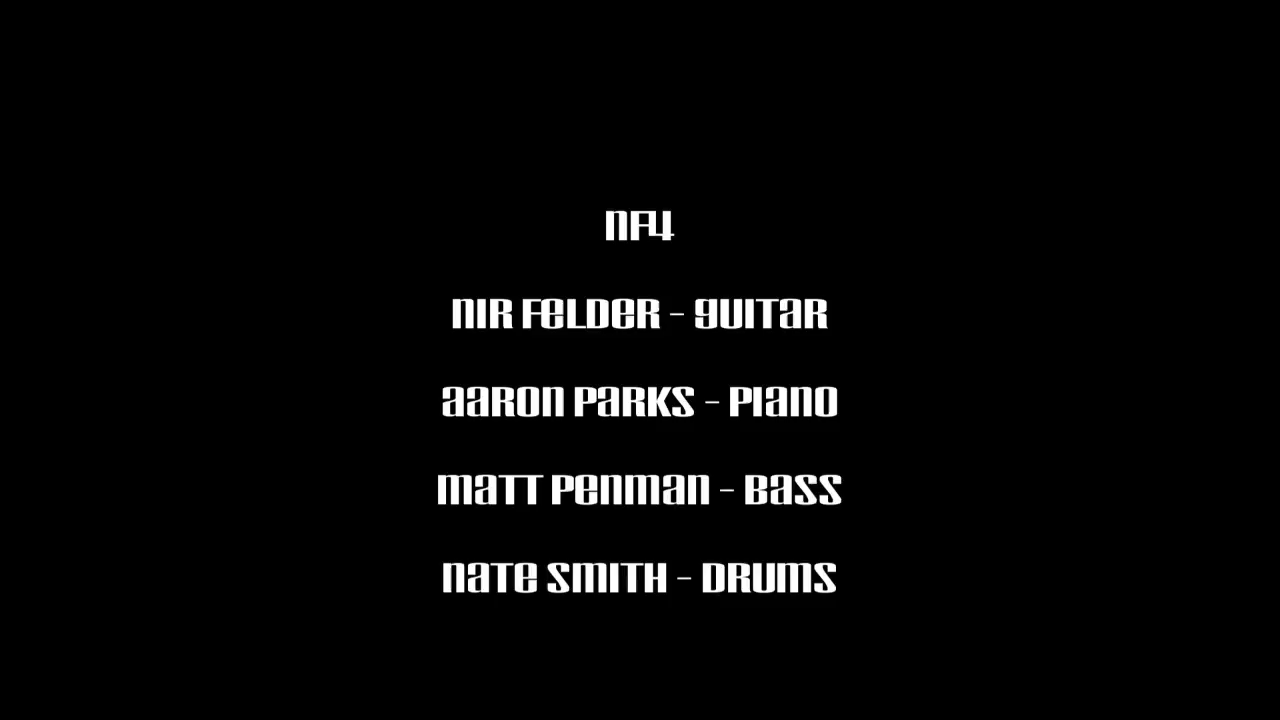 NF4
NIR FELDER - GUITAR
AARON PARKS - PIANO
MATT PENMAN - BASS
NATE SMITH - DRUMS